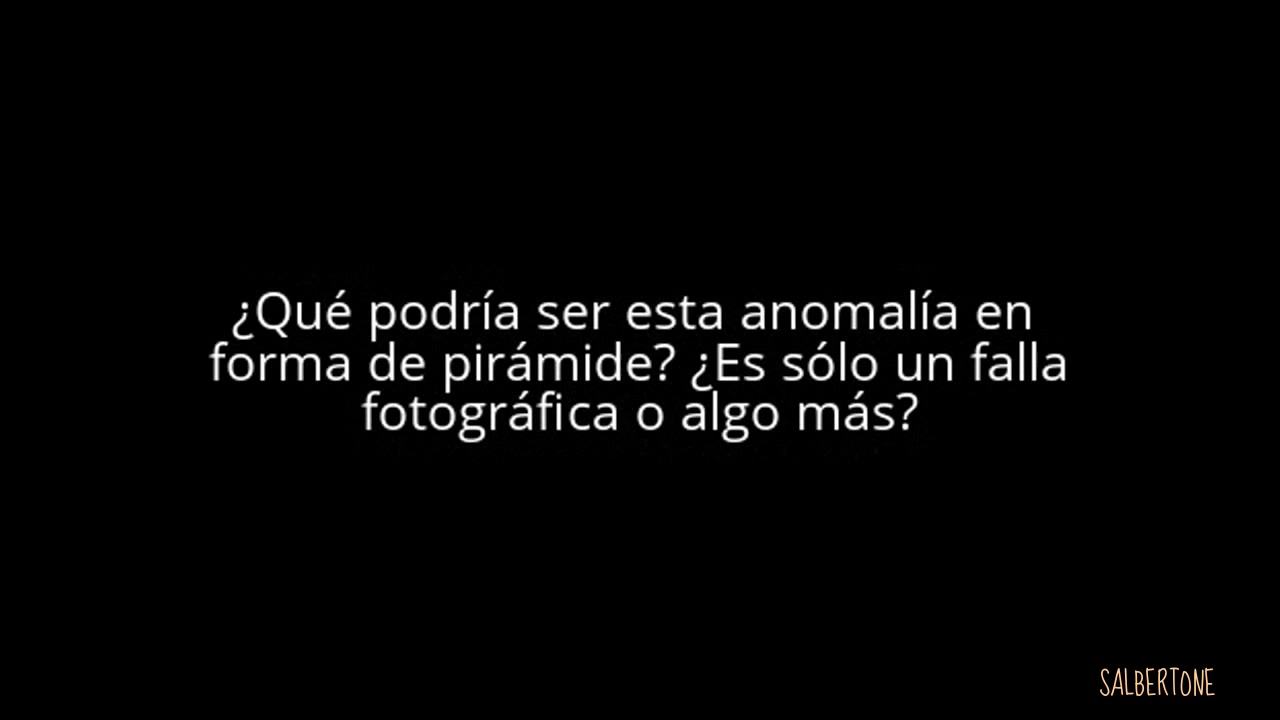 ¿Qué podría ser esta anomalía en
forma de pirámide? ¿Es sólo un falla
fotográfica o algo más?
SALBERTONE